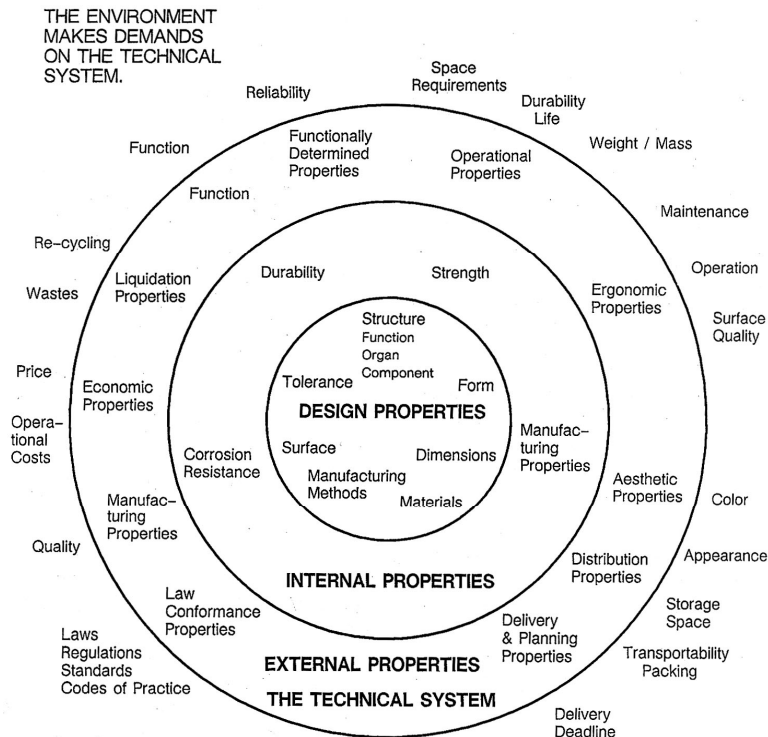 THE ENVIRONMENT
MAKES DEMANDS
ON THE TECHNICAL
SYSTEM.
Space
Requirements
Reliability
Durability
Life
Function
Functionally
Determined
Properties
Operational
Properties
Weight / Mass
Function
Maintenance
Re-cycling
Liquidation
Properties
Durability
Strength
Operation
Wastes
Ergonomic
Properties
Surface
Quality
Structure
Function
Organ
Component
Price
Economic
Properties
Tolerance
Form
DESIGN PROPERTIES
Opera-
tional
Costs
Surface
Dimensions
Manufac-
turing
Properties
Corrosion
Resistance
Manufacturing
Methods
Materials
Aesthetic
Properties
Color
Manufac-
turing
Properties
Quality
Appearance
Distribution
Properties
INTERNAL PROPERTIES
Law
Conformance
Properties
Storage
Space
Delivery
& Planning
Properties
Laws
Regulations
Standards
Codes of Practice
Transportability
Packing
EXTERNAL PROPERTIES
THE TECHNICAL SYSTEM
Delivery
Deadline